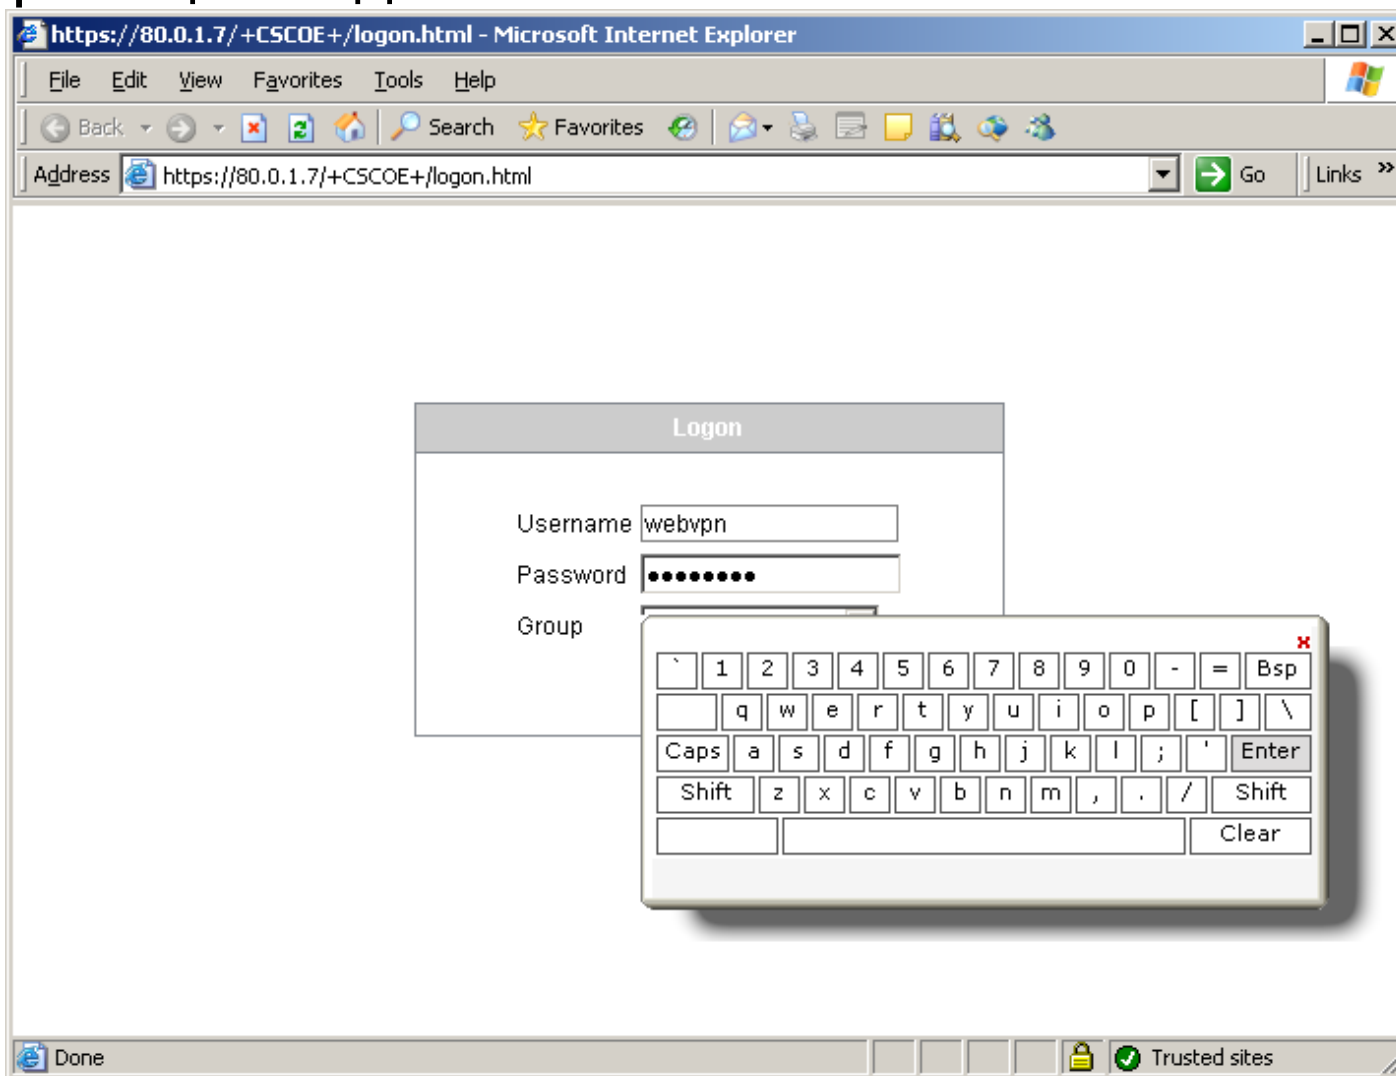 https://80.0.1.7/+CSCOE+/logon.html - Microsoft Internet Explorer
File Edit View Favorites Tools Help
Back Search Favorites
Address https://80.0.1.7/+CSCOE+/logon.html Go Links »
Logon
Username webvpn
Password ••••••••
Group
x
` 1 2 3 4 5 6 7 8 9 0 - = Bsp
q w e r t y u i o p [ ] \
Caps a s d f g h j k l ; ' Enter
Shift z x c v b n m , . / Shift
Clear
Done Trusted sites